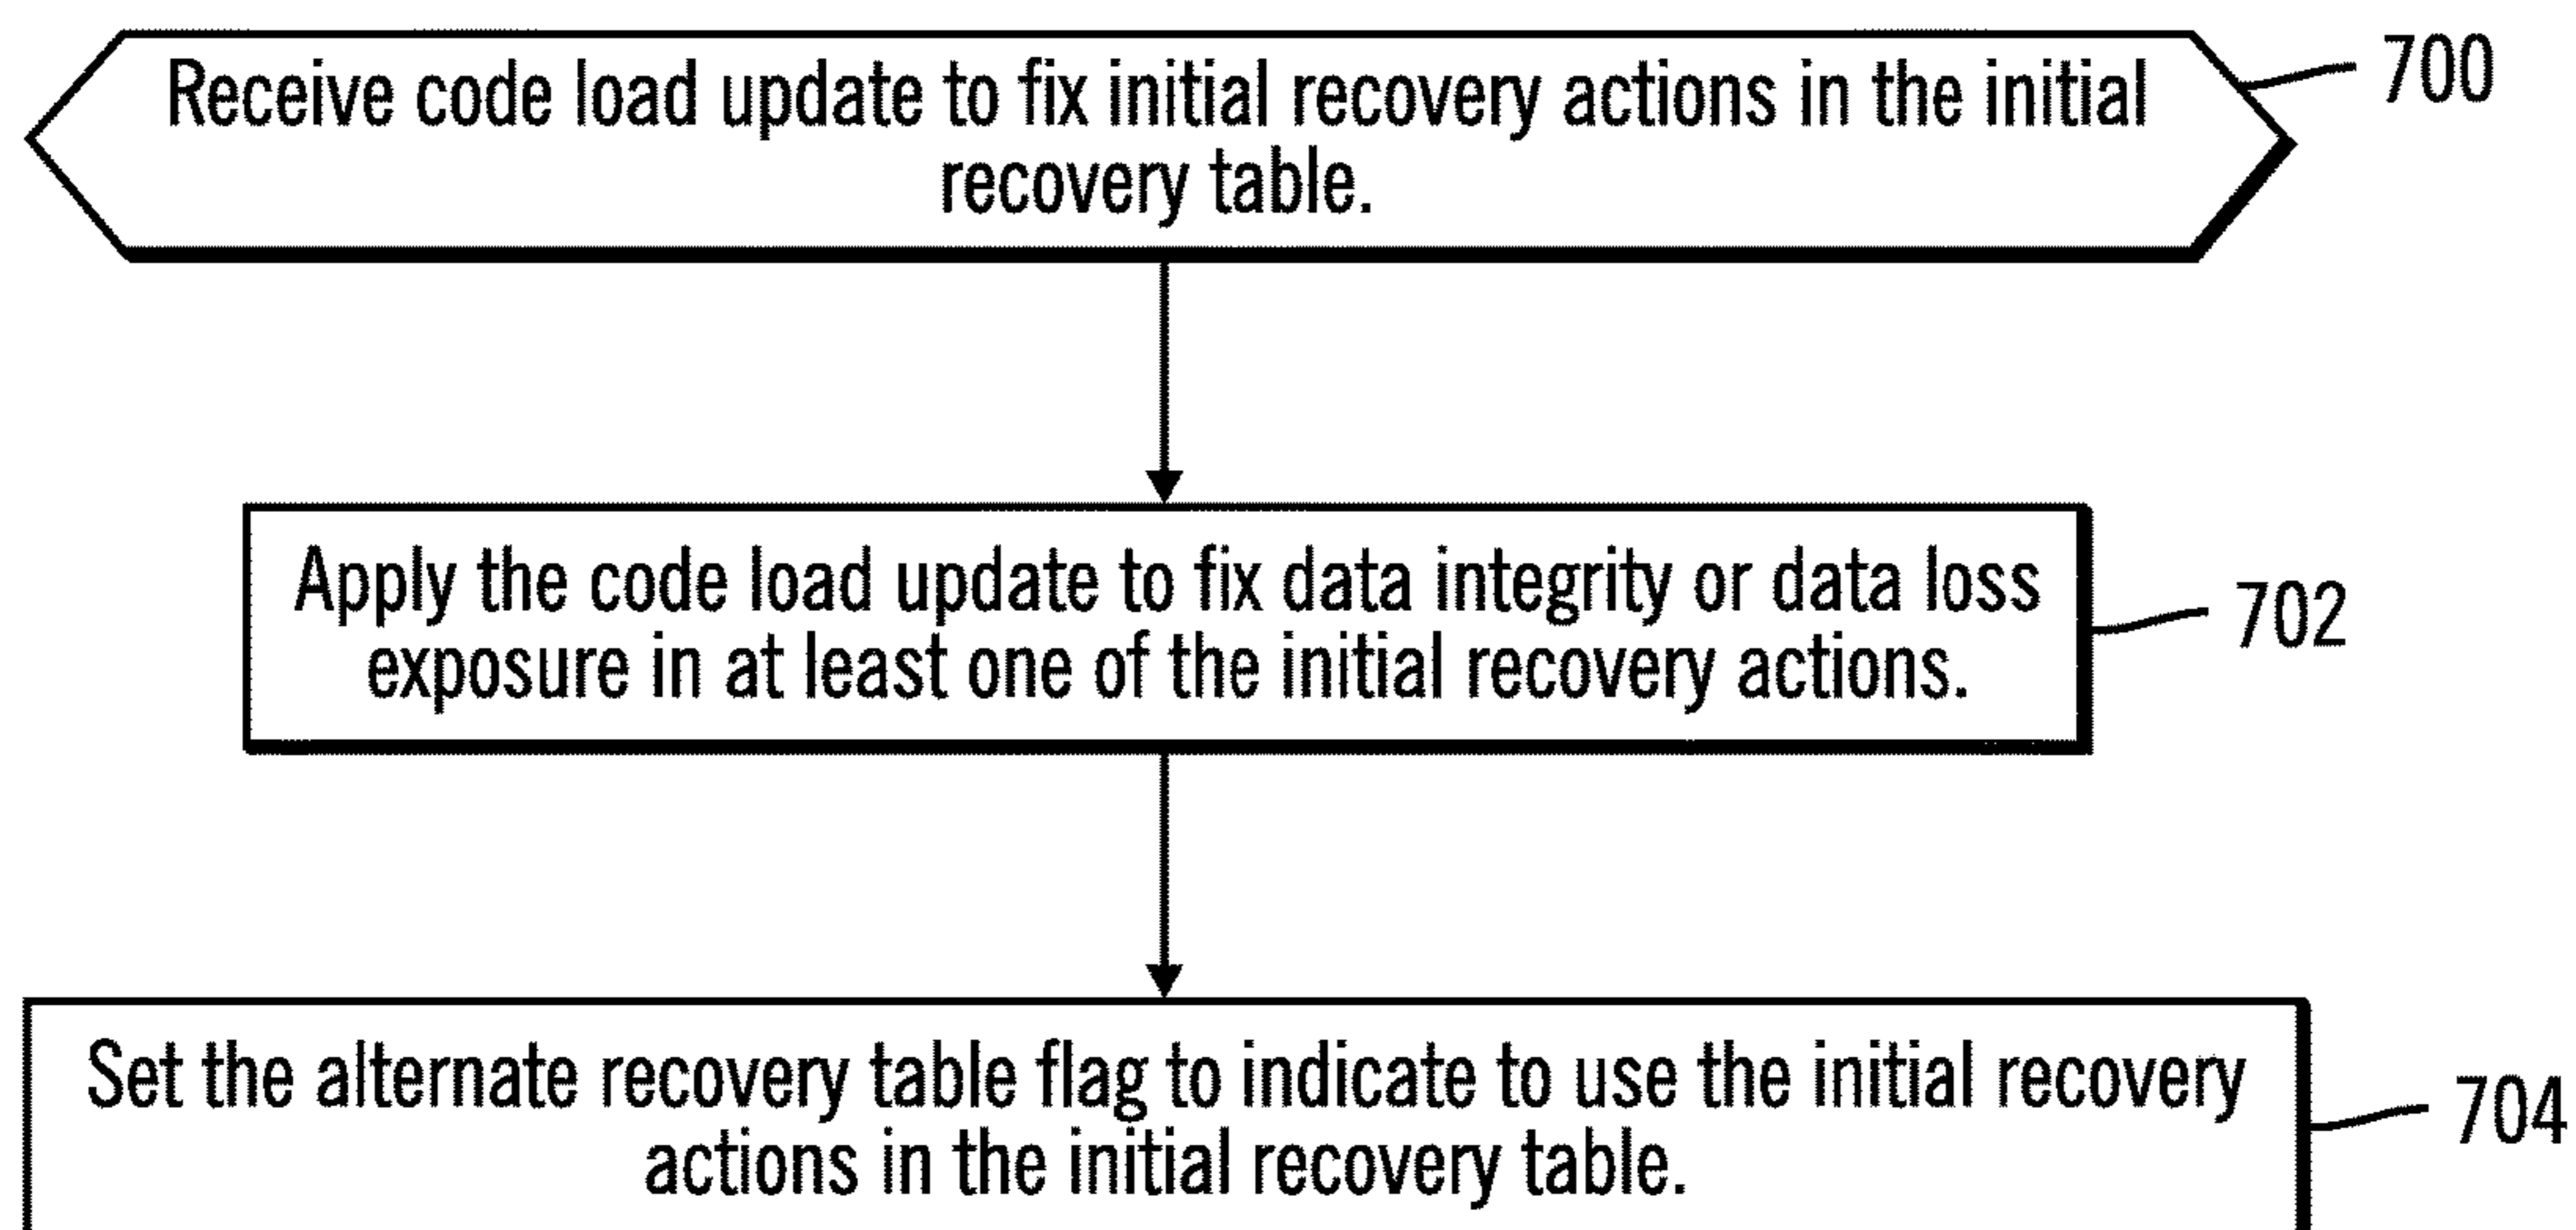 Receive code load update to fix initial recovery actions in the initial
recovery table.
700
Apply the code load update to fix data integrity or data loss
exposure in at least one of the initial recovery actions.
702
Set the alternate recovery table flag to indicate to use the initial recovery
actions in the initial recovery table.
704